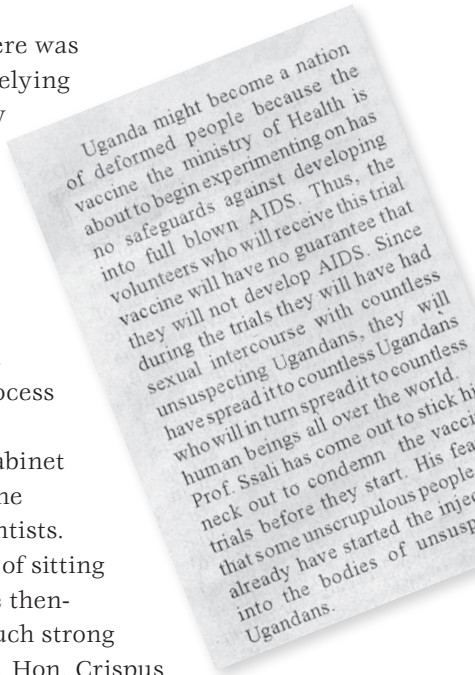 ere was
elying
ocess
abinet
ntists.
of sitting
then-
uch strong
Hon. Crispus
Uganda might become a nation
of deformed people because the
vaccine the ministry of Health is
about to begin experimenting on has
no safeguards against developing
into full blown AIDS. Thus, the
volunteers who will receive this trial
vaccine will have no guarantee that
they will not develop AIDS. Since
during the trials they will have had
sexual intercourse with countless
unsuspecting Ugandans, they will
have spread it to countless Ugandans
who will in turn spread it to countless
human beings all over the world.
Prof. Ssali has come out to stick
neck out to condemn the vacci
trials before they start. His fea
that some unscrupulous people
already have started the injec
into the bodies of unsusp
Ugandans.